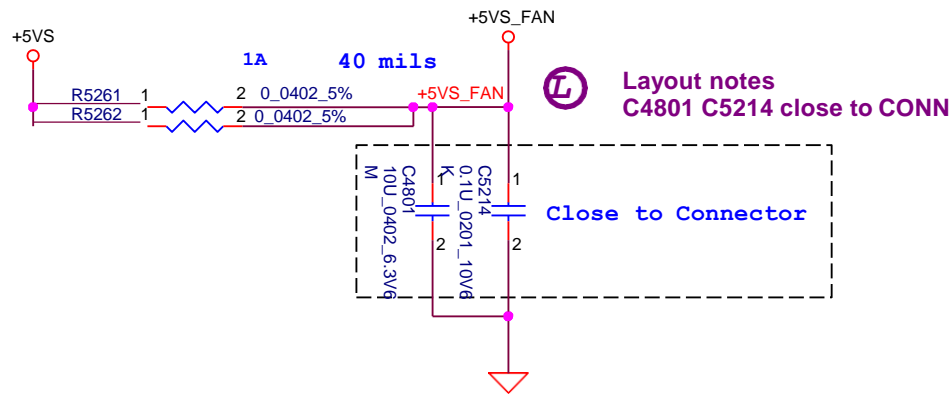 +5VS_FAN
+5VS
1A
40 mils
L
Layout notes
C4801 C5214 close to CONN
R5261 1 2 0_0402_5%
+5VS_FAN
R5262 1 2 0_0402_5%
C4801
10U_0402_6.3V6
M
1
2
C5214
0.1U_0201_10V6
K
1
2
Close to Connector